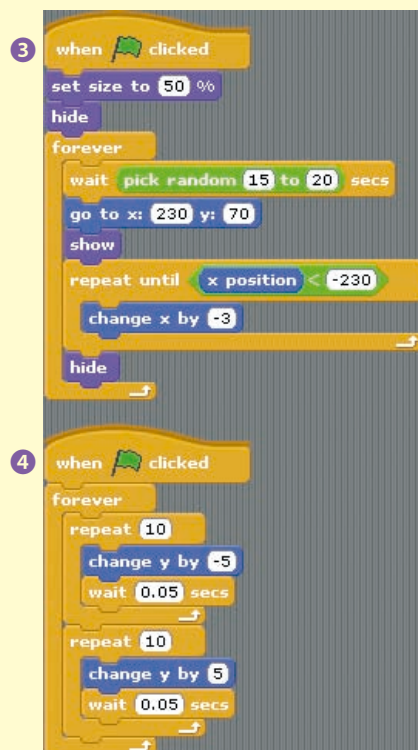 3 when clicked
set size to 50 %
hide
forever
wait pick random 15 to 20 secs
go to x: 230 y: 70
show
repeat until x position < -230
change x by -3
hide
4 when clicked
forever
repeat 10
change y by -5
wait 0.05 secs
repeat 10
change y by 5
wait 0.05 secs